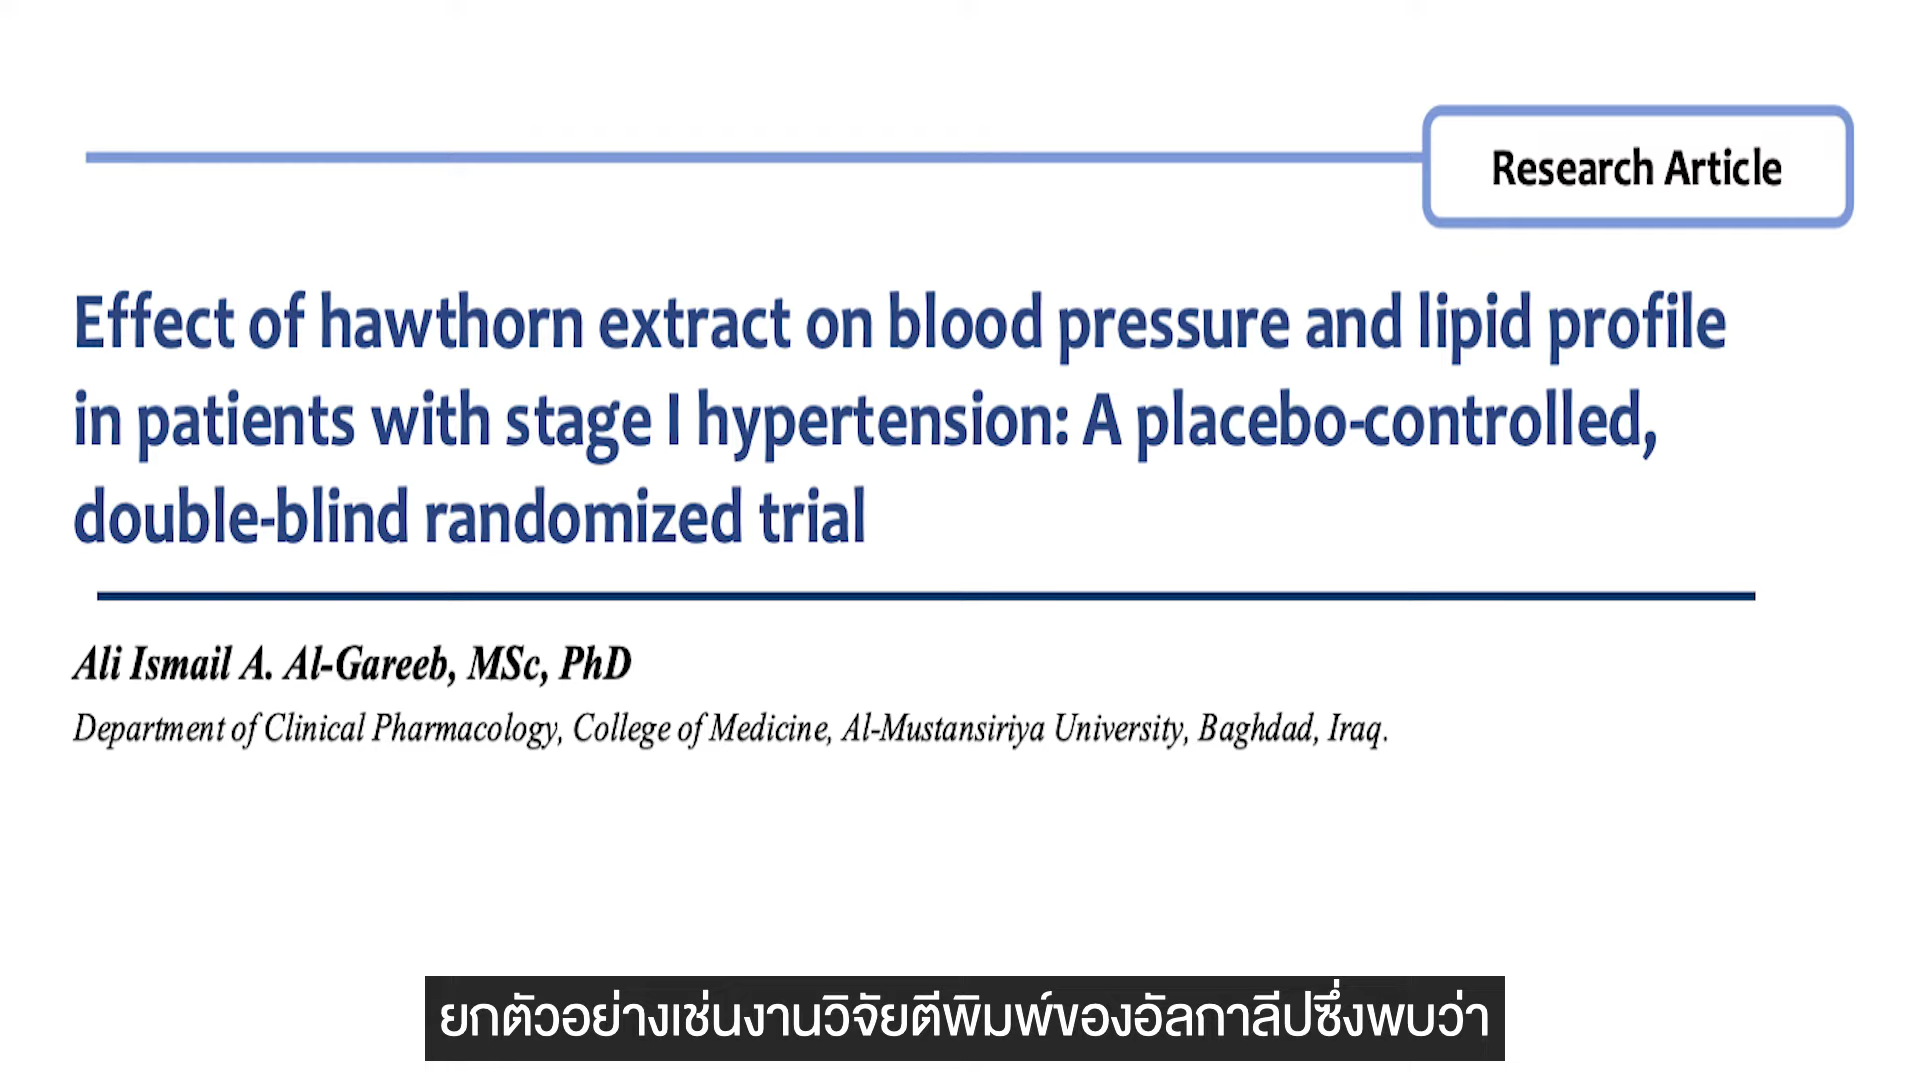 Research Article
Effect of hawthorn extract on blood pressure and lipid profile
in patients with stage I hypertension: A placebo-controlled,
double-blind randomized trial
Ali Ismail A. Al-Gareeb, MSc, PhD
Department of Clinical Pharmacology, College of Medicine, Al-Mustansiriya University, Baghdad, Iraq.
ยกตัวอย่างเช่นงานวิจัยตีพิมพ์ของอัลกาลีปซึ่งพบว่า